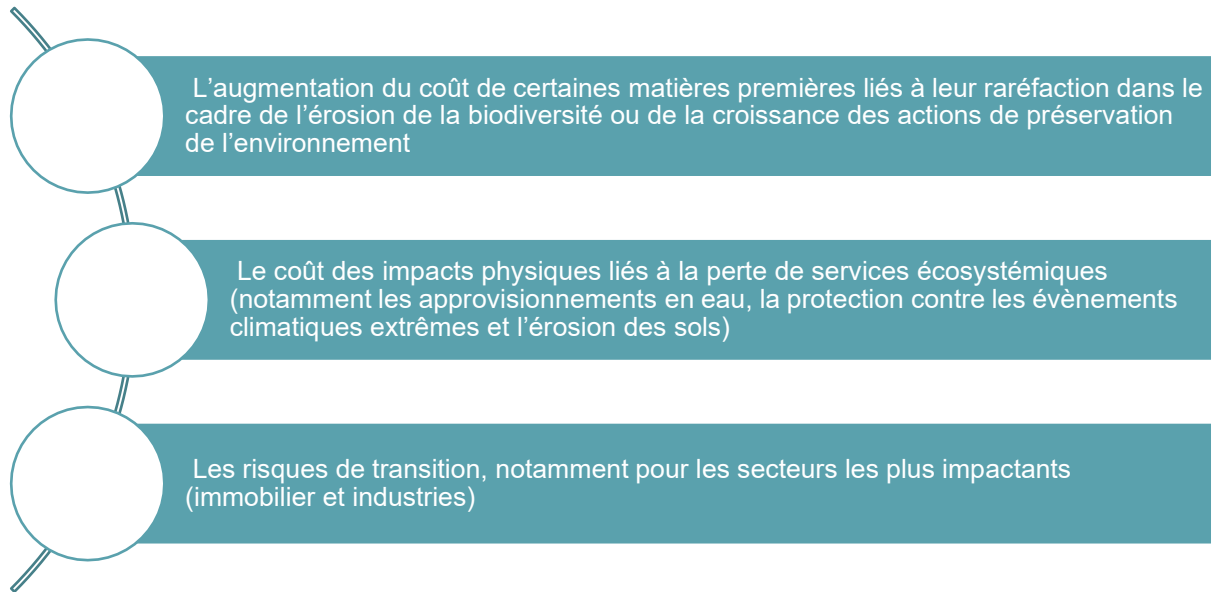 L’augmentation du coût de certaines matières premières liés à leur raréfaction dans le
cadre de l’érosion de la biodiversité ou de la croissance des actions de préservation
de l’environnement
Le coût des impacts physiques liés à la perte de services écosystémiques
(notamment les approvisionnements en eau, la protection contre les évènements
climatiques extrêmes et l’érosion des sols)
Les risques de transition, notamment pour les secteurs les plus impactants
(immobilier et industries)